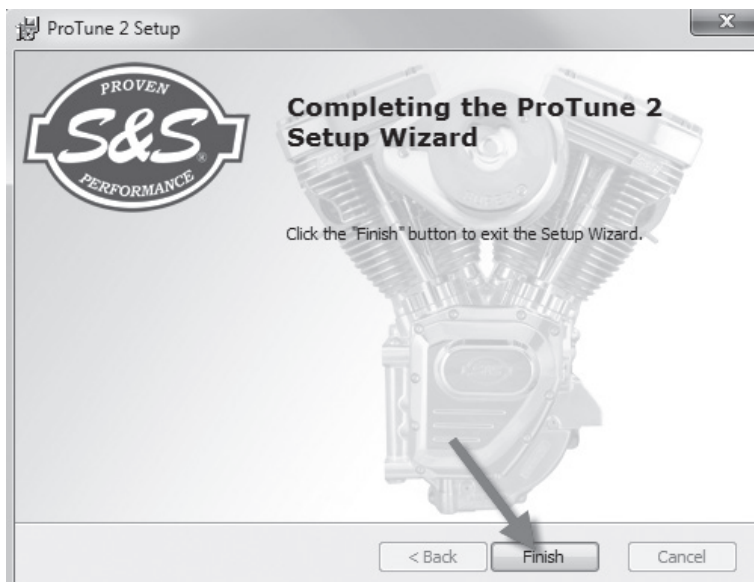 ProTune 2 Setup
X
PROVEN
S&S
®
PERFORMANCE
Completing the ProTune 2
Setup Wizard
Click the "Finish" button to exit the Setup Wizard.
< Back
Finish
Cancel